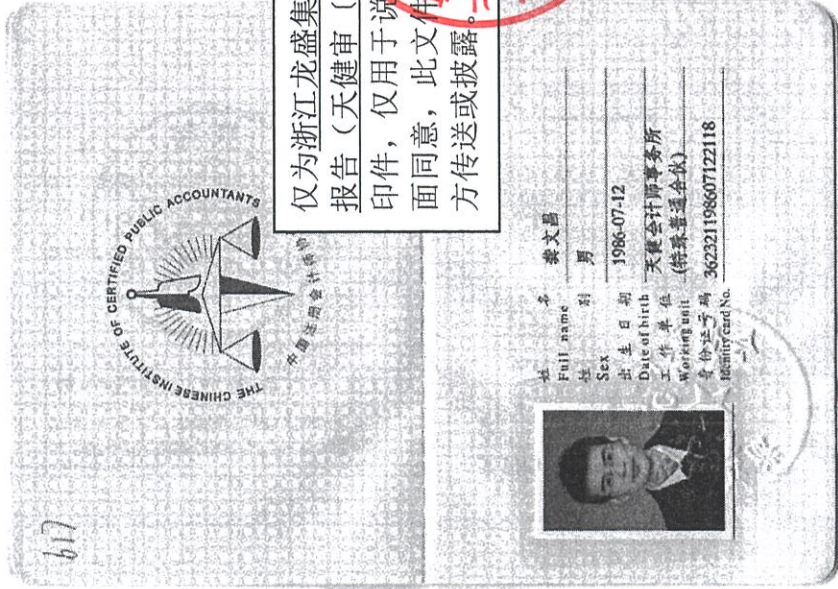 617
THE CHINESE INSTITUTE OF CERTIFIED PUBLIC ACCOUNTANTS
中国注册会计师协
仅为浙江龙盛集
报告（天健审（
印件，仅用于说
面同意，此文件
方传送或披露。
姓 名 龚文昌
Full name
性 别 男
Sex
出 生 日 期 1986-07-12
Date of birth
工 作 单 位 天健会计师事务所
Working unit (特殊普通合伙)
身份证号码 362321198607122118
Identity card No.